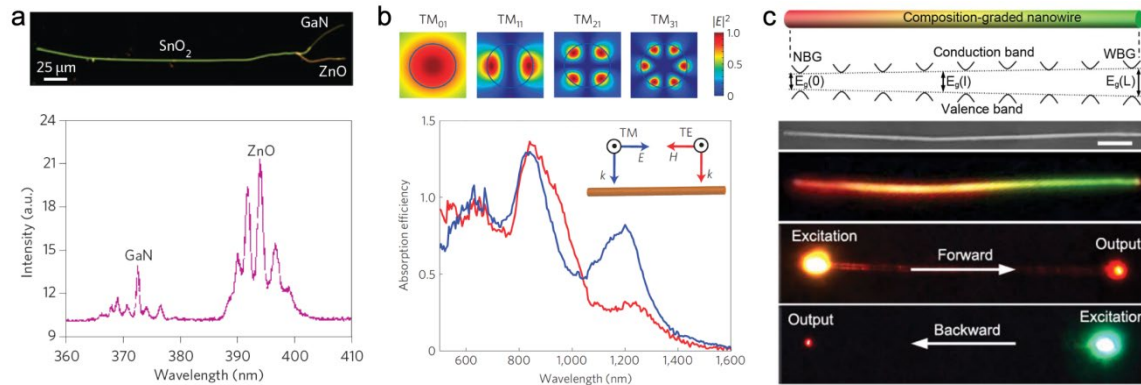 a
GaN
SnO2
25 µm
ZnO
24
21
18
15
12
9
Intensity (a.u.)
GaN
ZnO
360
370
380
390
400
410
Wavelength (nm)
b
TM01
TM11
TM21
TM31
|E|2
1
0.5
0
1.5
1.0
0.5
0
Absorption efficiency
TM
TE
E
H
k
k
600
800
1,000
1,200
1,400
1,600
Wavelength (nm)
c
Composition-graded nanowire
NBG
Conduction band
WBG
Eg(0)
Eg(l)
Eg(L)
Valence band
Excitation
Output
Forward
Output
Excitation
Backward